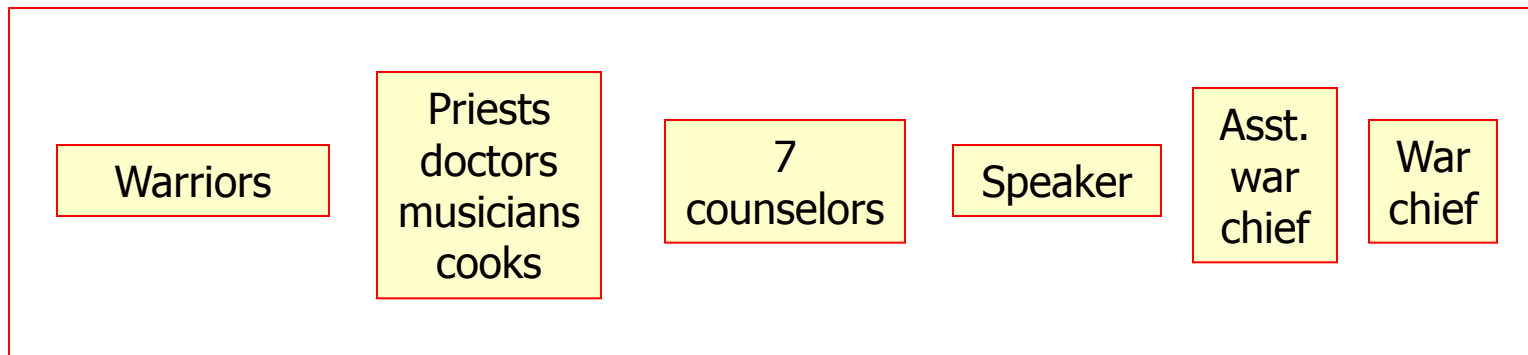 Warriors
Priests
doctors
musicians
cooks
7
counselors
Speaker
Asst.
war
chief
War
chief